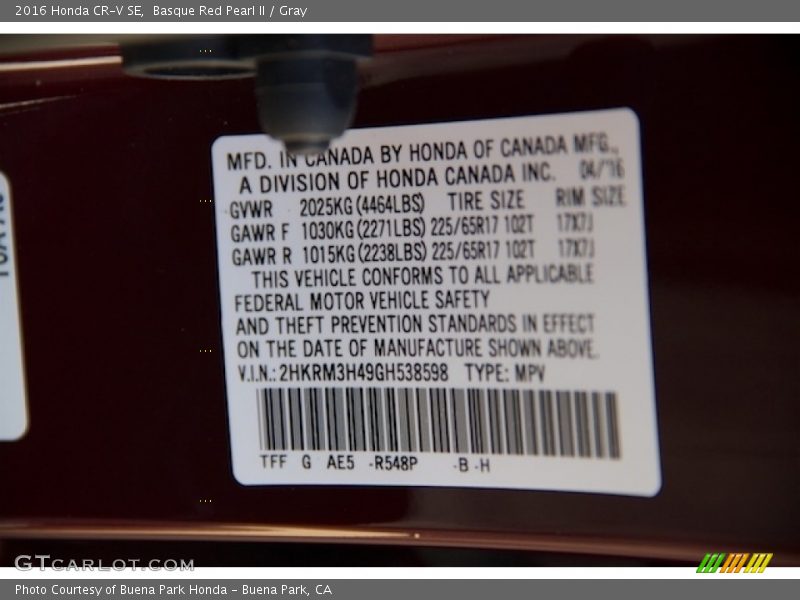 2016 Honda CR-V SE,  Basque Red Pearl II / Gray
MFD. IN CANADA BY HONDA OF CANADA MFG.,
A DIVISION OF HONDA CANADA INC. 04/16
GVWR 2025KG (4464LBS) TIRE SIZE RIM SIZE
GAWR F 1030KG (2271LBS) 225/65R17 102T 17X7J
GAWR R 1015KG (2238LBS) 225/65R17 102T 17X7J
THIS VEHICLE CONFORMS TO ALL APPLICABLE
FEDERAL MOTOR VEHICLE SAFETY
AND THEFT PREVENTION STANDARDS IN EFFECT
ON THE DATE OF MANUFACTURE SHOWN ABOVE.
V.I.N.: 2HKRM3H49GH538598 TYPE: MPV
TFF G AE5 -R548P -B -H
GTCARLOT.COM
Photo Courtesy of Buena Park Honda - Buena Park, CA